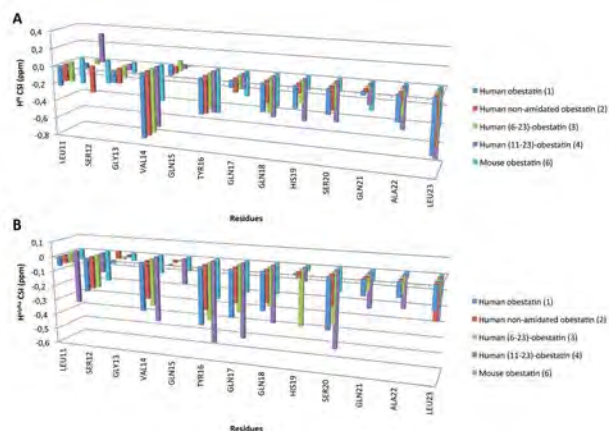 A
0,4
0,2
0,0
-0,2
-0,4
-0,6
-0,8
Hᴺ CSI (ppm)
LEU11
SER12
GLY13
VAL14
GLN15
TYR16
GLN17
GLN18
HIS19
SER20
GLN21
ALA22
LEU23
Residues
Human obestatin (1)
Human non-amidated obestatin (2)
Human (6-23)-obestatin (3)
Human (11-23)-obestatin (4)
Mouse obestatin (6)
B
0,1
0
-0,1
-0,2
-0,3
-0,4
-0,5
-0,6
CSI (ppm)
LEU11
SER12
GLY13
VAL14
GLN15
TYR16
GLN17
GLN18
HIS19
SER20
GLN21
ALA22
LEU23
Residues
Human obestatin (1)
Human non-amidated obestatin (2)
Human (6-23)-obestatin (3)
Human (11-23)-obestatin (4)
Mouse obestatin (6)